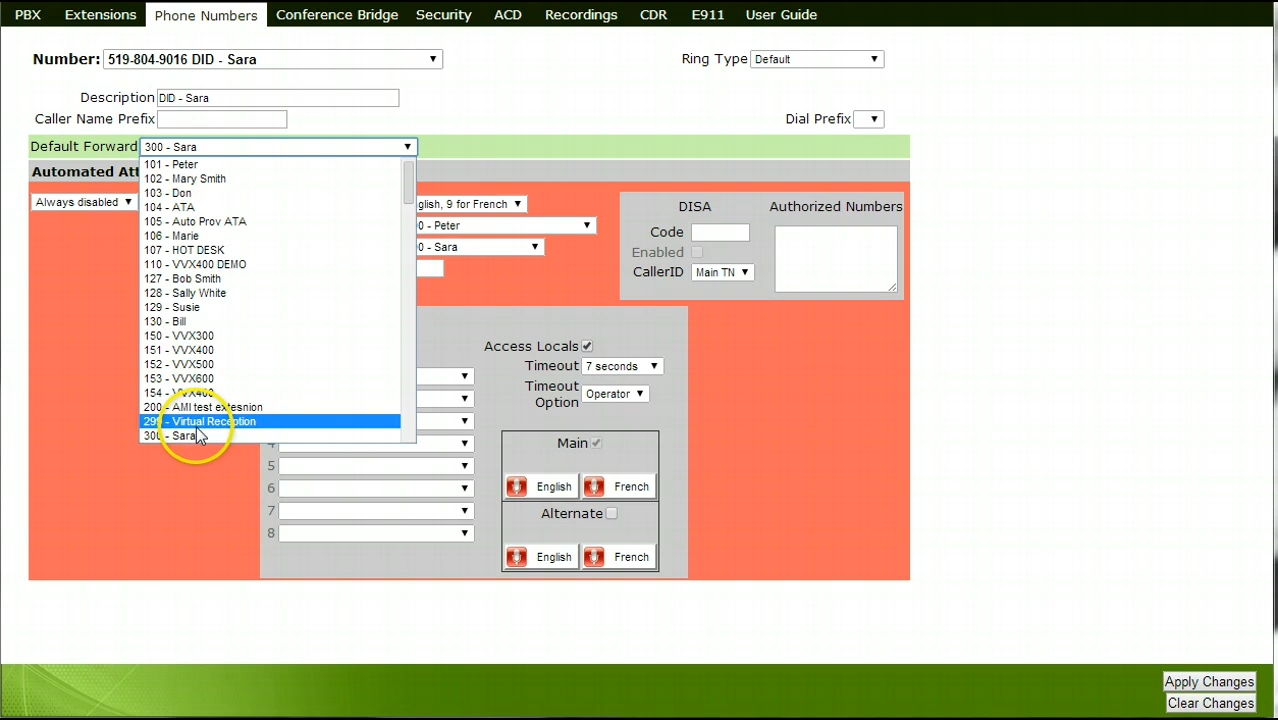 PBX Extensions Phone Numbers Conference Bridge Security ACD Recordings CDR E911 User Guide
Number: 519-804-9016 DID - Sara Ring Type Default
Description DID - Sara
Caller Name Prefix Dial Prefix
Default Forward 300 - Sara
101 - Peter
102 - Mary Smith
103 - Don
104 - ATA
105 - Auto Prov ATA
106 - Marie
107 - HOT DESK
110 - VVX400 DEMO
127 - Bob Smith
128 - Sally White
129 - Susie
130 - Bill
150 - VVX300
151 - VVX400
152 - VVX500
153 - VVX600
154 - VVX400
200 - AMI test extesnion
299 - Virtual Reception
300 - Sara
Automated Att
Always disabled
glish, 9 for French
0 - Peter
0 - Sara
DISA Authorized Numbers
Code
Enabled
CallerID Main TN
Access Locals
Timeout 7 seconds
Timeout
Option Operator
4
5
6
7
8
Main
English French
Alternate
English French
Apply Changes
Clear Changes